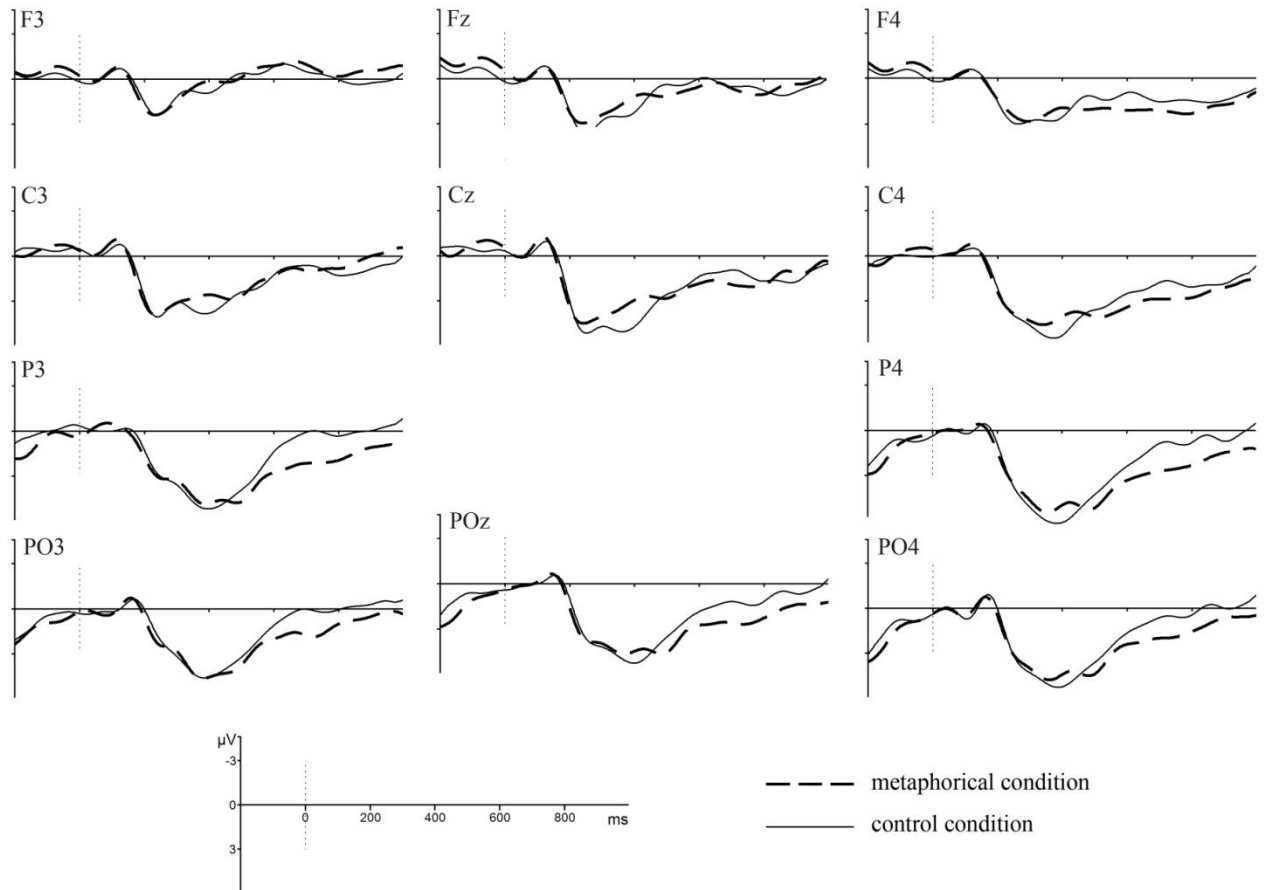 F3 Fz F4
C3 Cz C4
P3 P4
PO3 POz PO4
µV
-3
0
0 200 400 600 800 ms
3
metaphorical condition
control condition